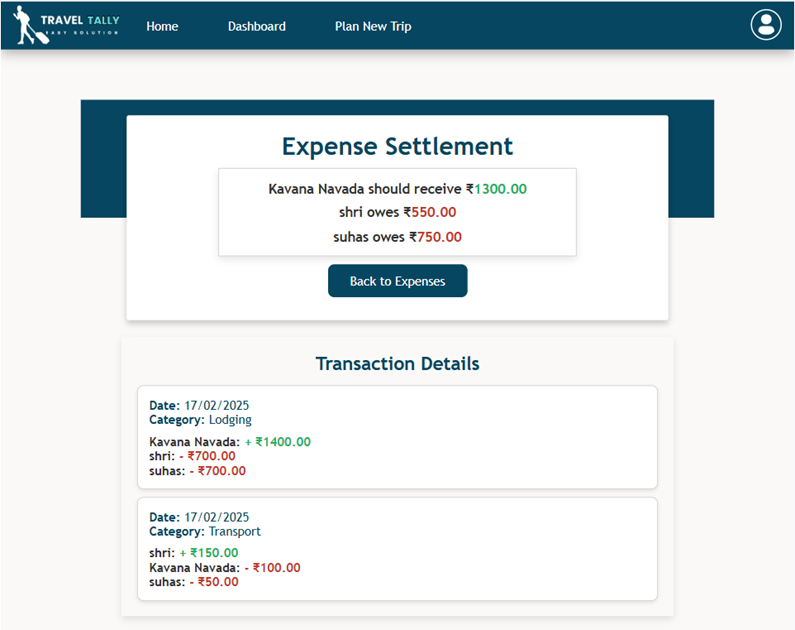 TRAVEL TALLY
EASY SOLUTION
Home
Dashboard
Plan New Trip
Expense Settlement
Kavana Navada should receive ₹1300.00
shri owes ₹550.00
suhas owes ₹750.00
Back to Expenses
Transaction Details
Date: 17/02/2025
Category: Lodging
Kavana Navada: + ₹1400.00
shri: - ₹700.00
suhas: - ₹700.00
Date: 17/02/2025
Category: Transport
shri: + ₹150.00
Kavana Navada: - ₹100.00
suhas: - ₹50.00